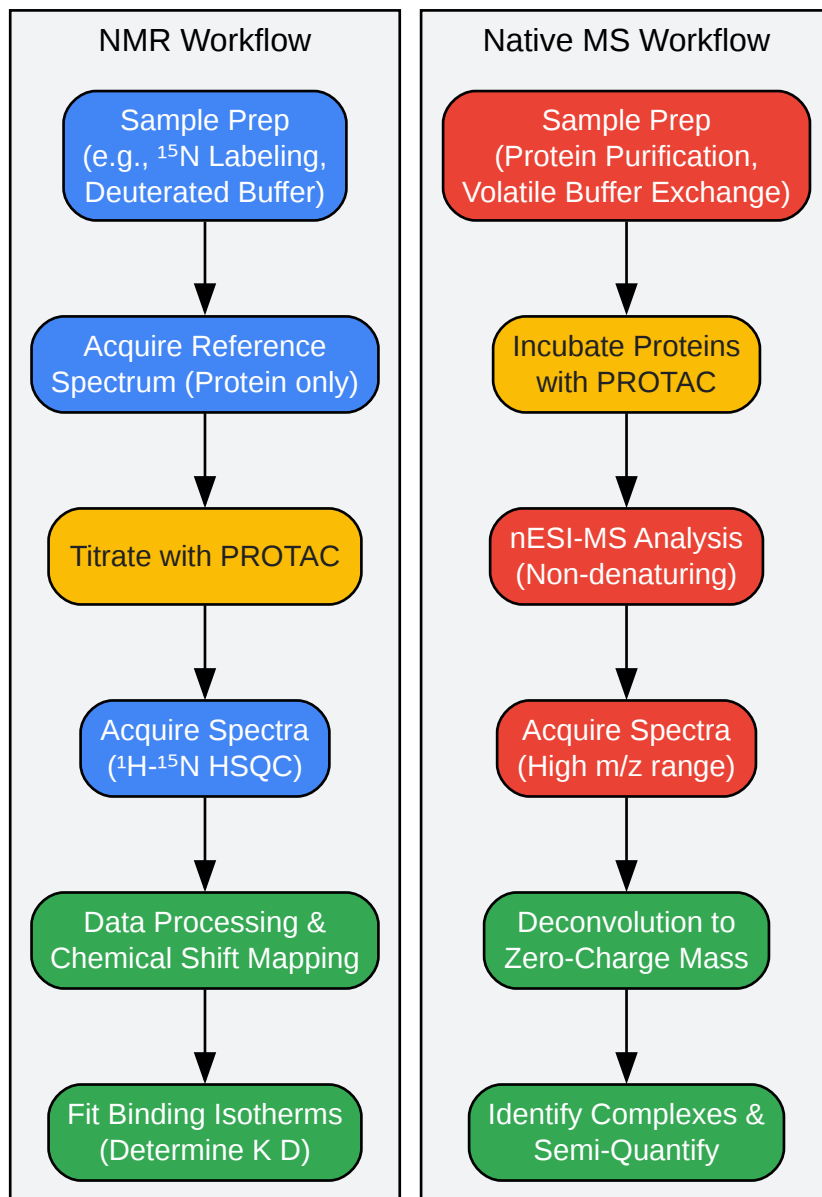 NMR Workflow
Sample Prep
(e.g., ¹⁵N Labeling,
Deuterated Buffer)
Acquire Reference
Spectrum (Protein only)
Titrate with PROTAC
Acquire Spectra
(¹H-¹⁵N HSQC)
Data Processing &
Chemical Shift Mapping
Fit Binding Isotherms
(Determine K D)
Native MS Workflow
Sample Prep
(Protein Purification,
Volatile Buffer Exchange)
Incubate Proteins
with PROTAC
nESI-MS Analysis
(Non-denaturing)
Acquire Spectra
(High m/z range)
Deconvolution to
Zero-Charge Mass
Identify Complexes &
Semi-Quantify